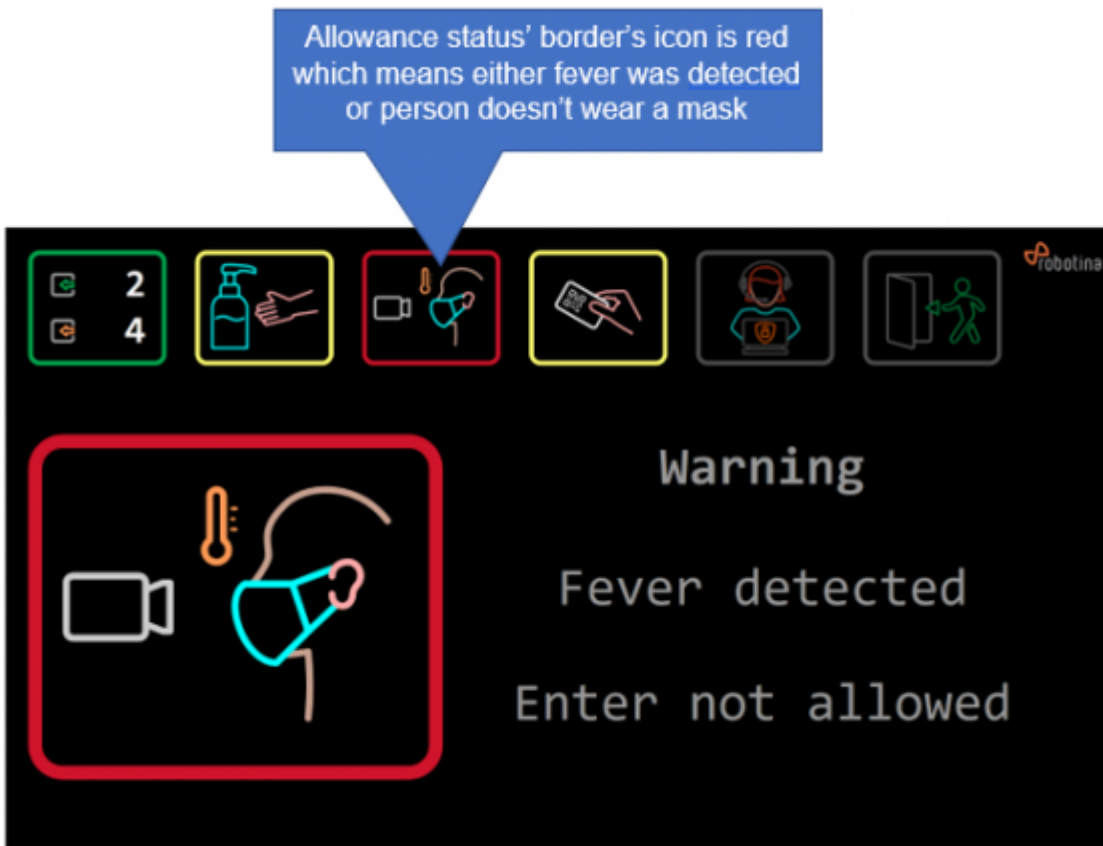 Allowance status’ border’s icon is red
which means either fever was detected
or person doesn’t wear a mask
2
4
robotina
Warning
Fever detected
Enter not allowed